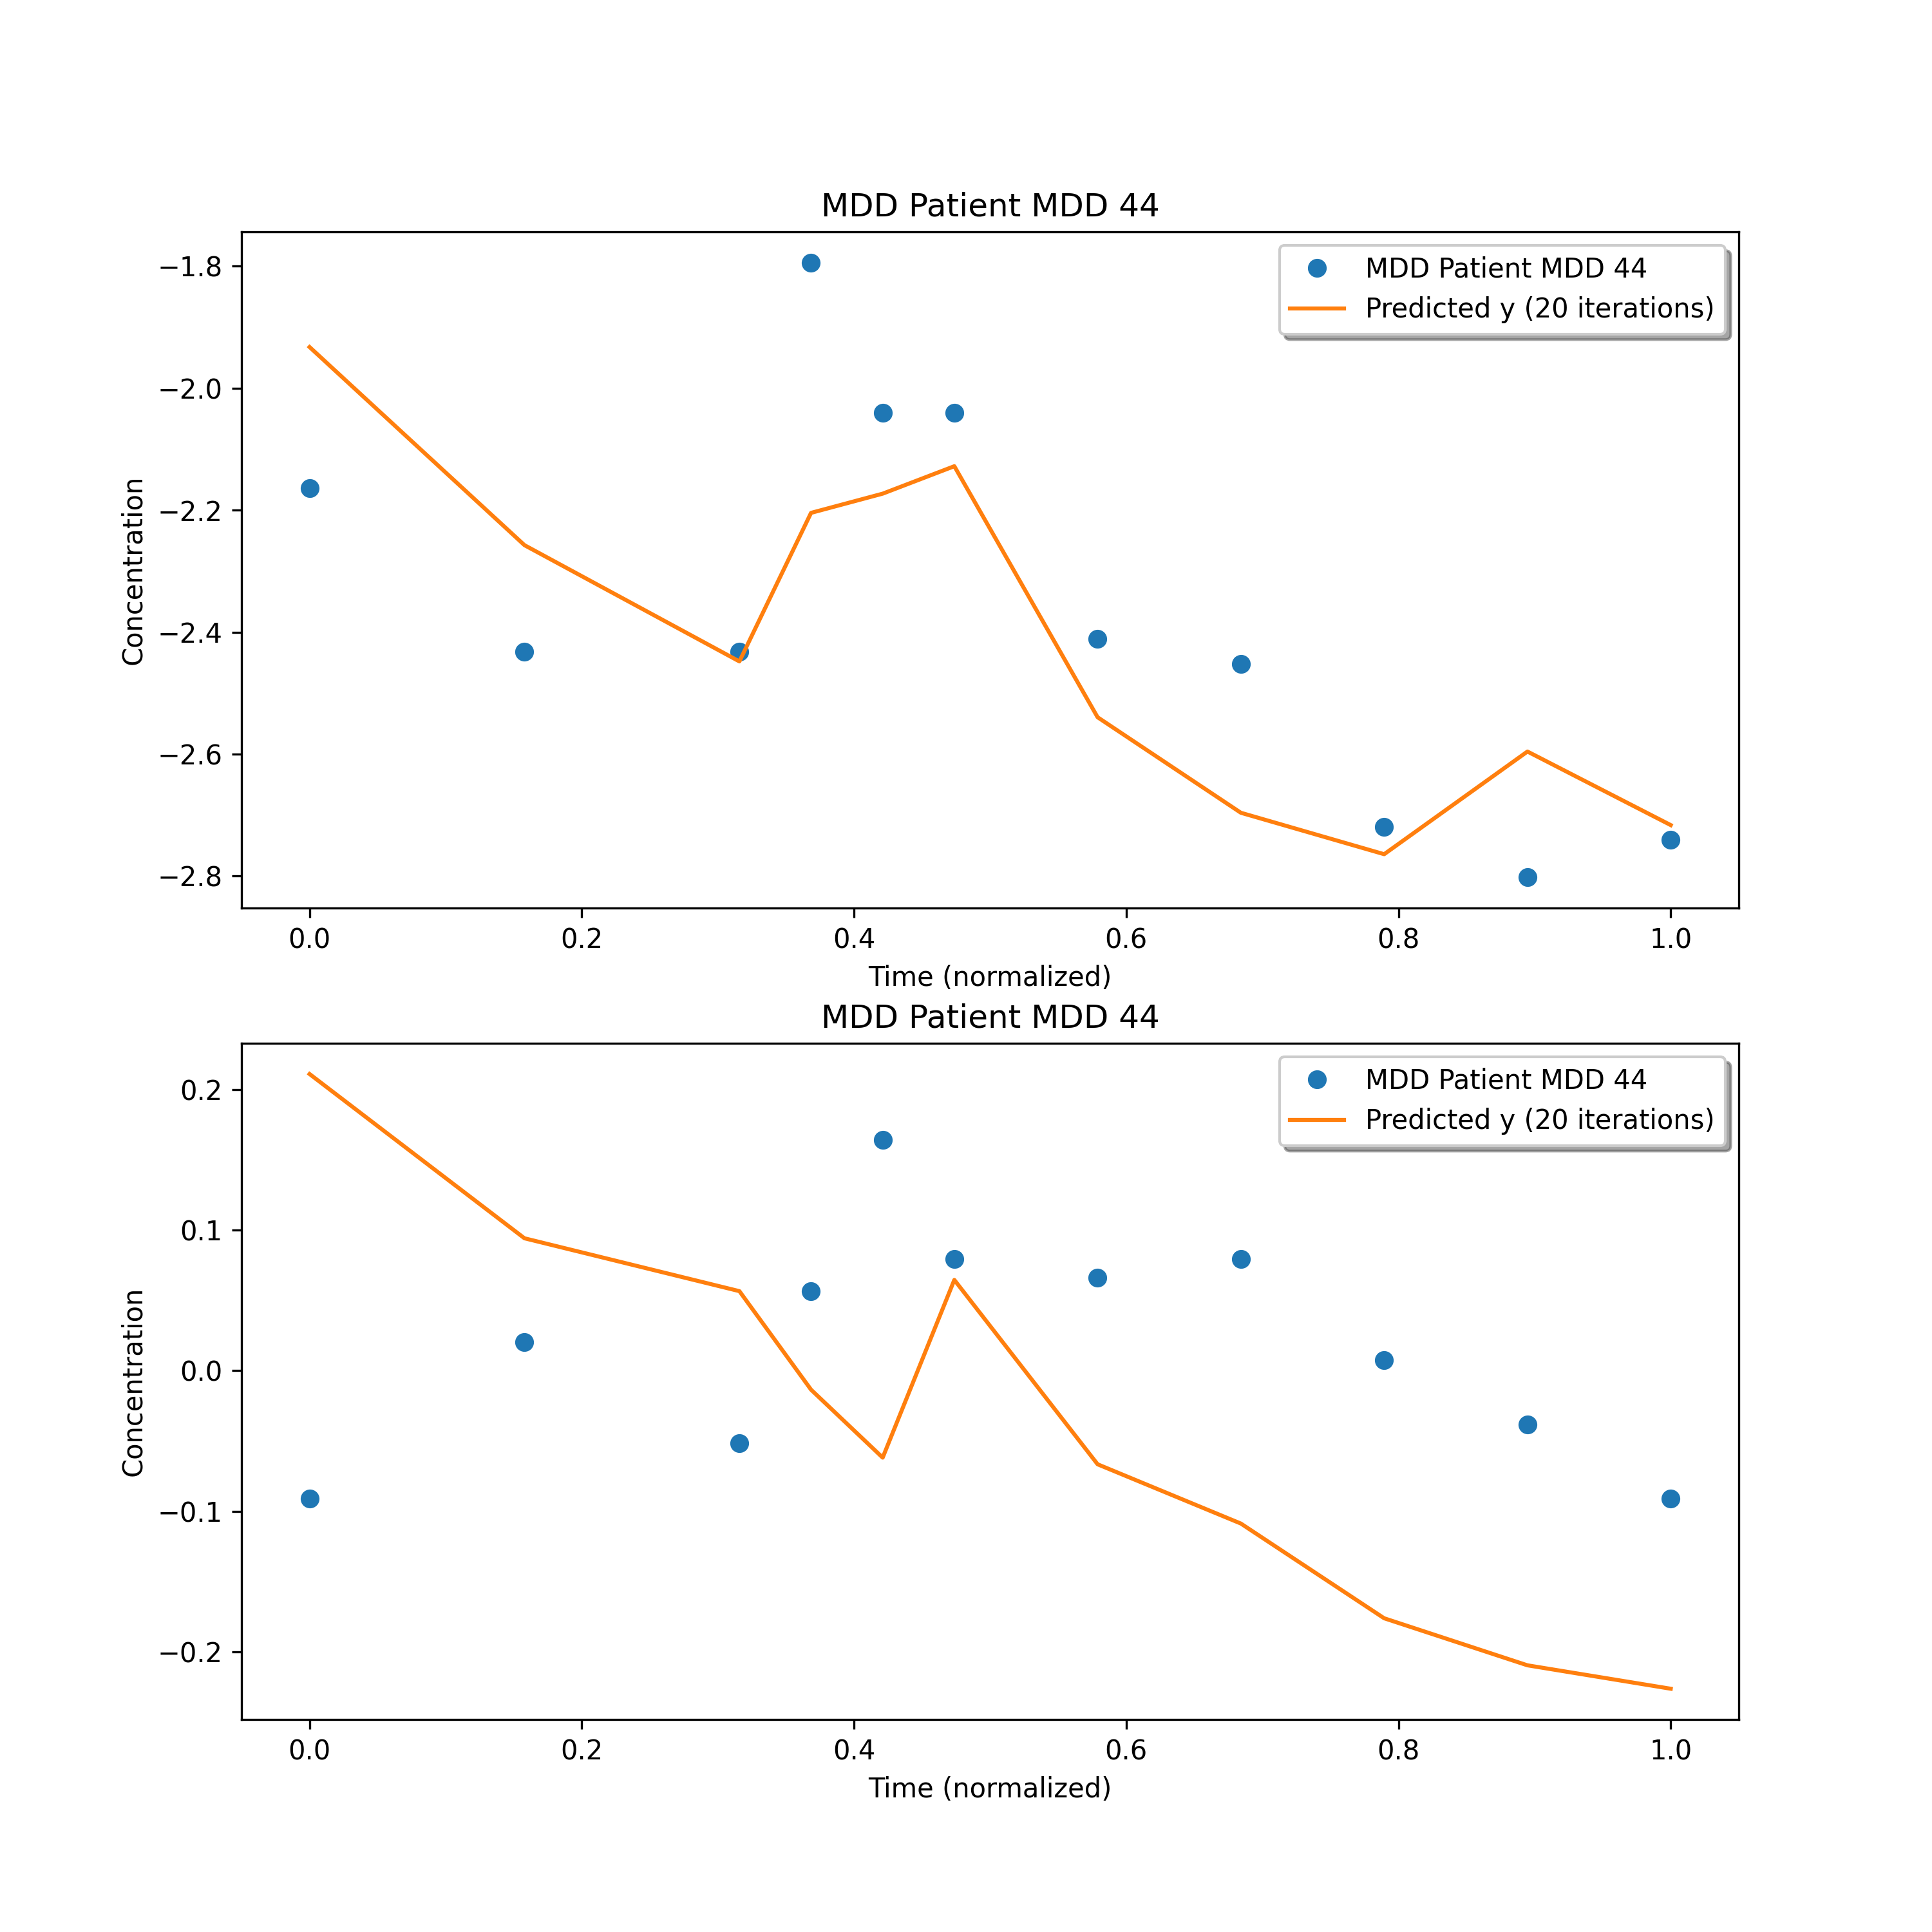 MDD Patient MDD 44
MDD Patient MDD 44
Predicted y (20 iterations)
−1.8
−2.0
−2.2
−2.4
−2.6
−2.8
Concentration
0.0 0.2 0.4 0.6 0.8 1.0
Time (normalized)
MDD Patient MDD 44
MDD Patient MDD 44
Predicted y (20 iterations)
0.2
0.1
0.0
−0.1
−0.2
Concentration
0.0 0.2 0.4 0.6 0.8 1.0
Time (normalized)